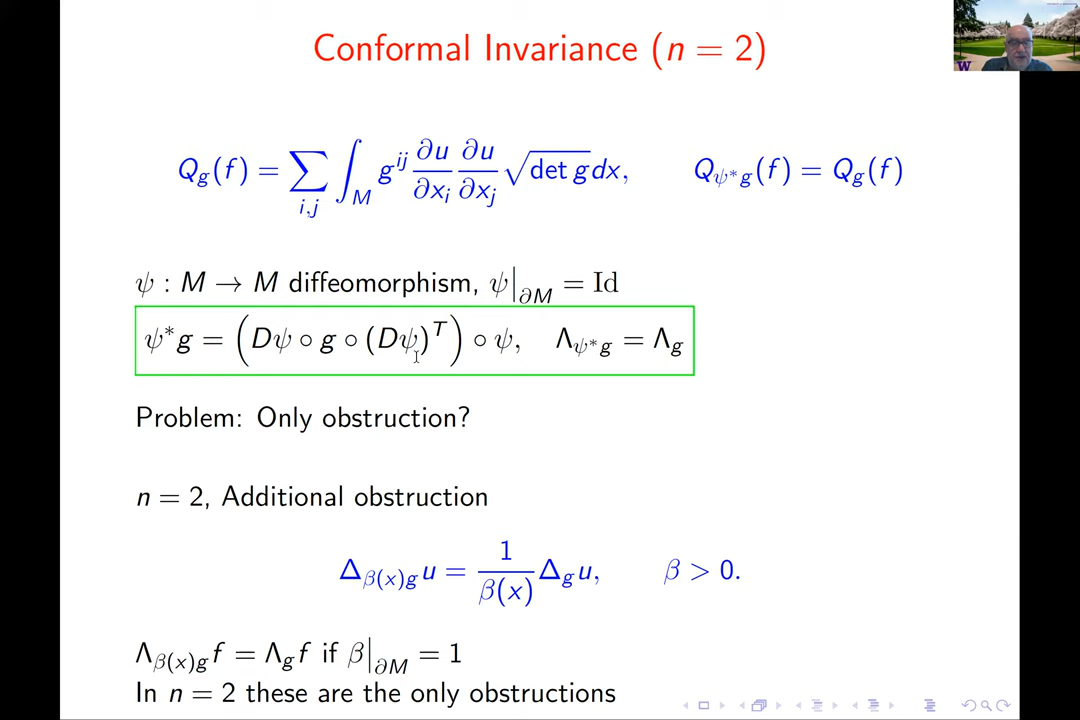 Conformal Invariance (n = 2)
Q_g(f) = ∑_{i,j} ∫_M g^{ij} ∂u/∂x_i ∂u/∂x_j √(det g) dx, Q_{ψ*g}(f) = Q_g(f)
ψ : M → M diffeomorphism, ψ|_{∂M} = Id
ψ*g = (Dψ ∘ g ∘ (Dψ)^T) ∘ ψ, Λ_{ψ*g} = Λ_g
Problem: Only obstruction?
n = 2, Additional obstruction
Δ_{β(x)g} u = 1/β(x) Δ_g u, β > 0.
Λ_{β(x)g} f = Λ_g f if β|_{∂M} = 1
In n = 2 these are the only obstructions
W